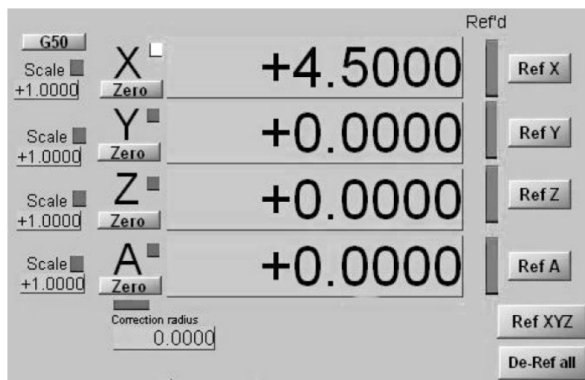 Ref'd
G50
Scale
+1.0000
X
Zero
+4.5000
Ref X
Scale
+1.0000
Y
Zero
+0.0000
Ref Y
Scale
+1.0000
Z
Zero
+0.0000
Ref Z
Scale
+1.0000
A
Zero
+0.0000
Ref A
Correction radius
0.0000
Ref XYZ
De-Ref all